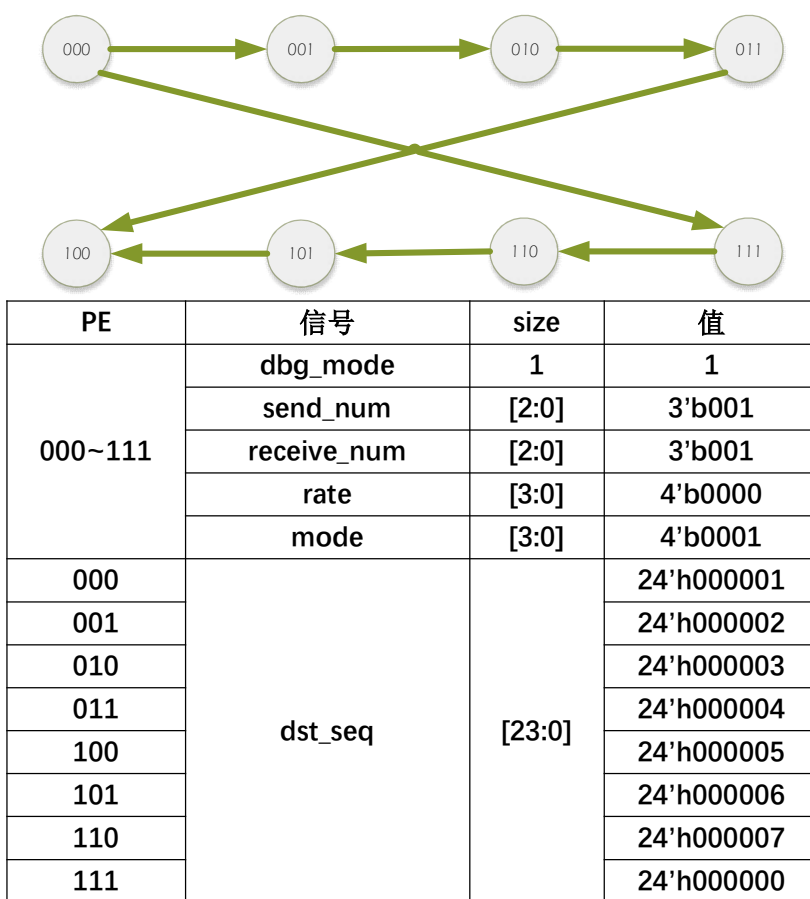 000 001 010 011
100 101 110 111
PE 信号 size 值
000~111 dbg_mode 1 1
send_num [2:0] 3’b001
receive_num [2:0] 3’b001
rate [3:0] 4’b0000
mode [3:0] 4’b0001
000 dst_seq [23:0] 24’h000001
001 24’h000002
010 24’h000003
011 24’h000004
100 24’h000005
101 24’h000006
110 24’h000007
111 24’h000000